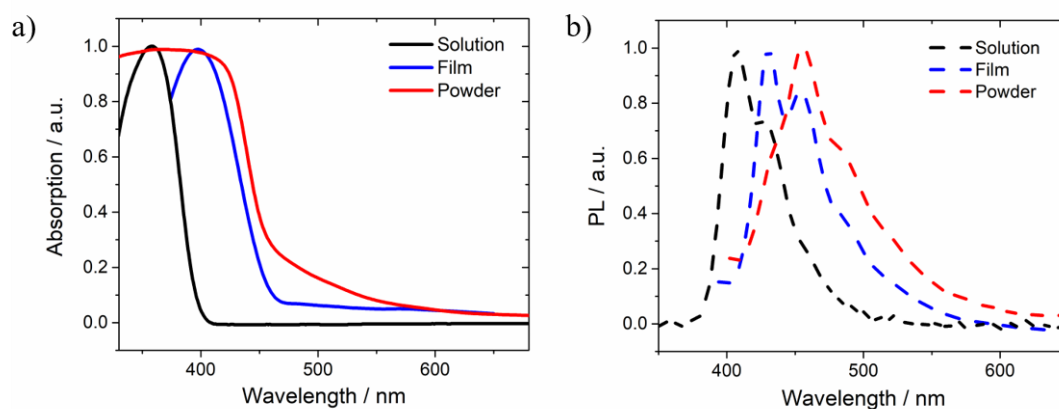 a)
Absorption / a.u.
1.0
0.8
0.6
0.4
0.2
0.0
Solution
Film
Powder
400
500
600
Wavelength / nm
b)
PL / a.u.
1.0
0.8
0.6
0.4
0.2
0.0
Solution
Film
Powder
400
500
600
Wavelength / nm